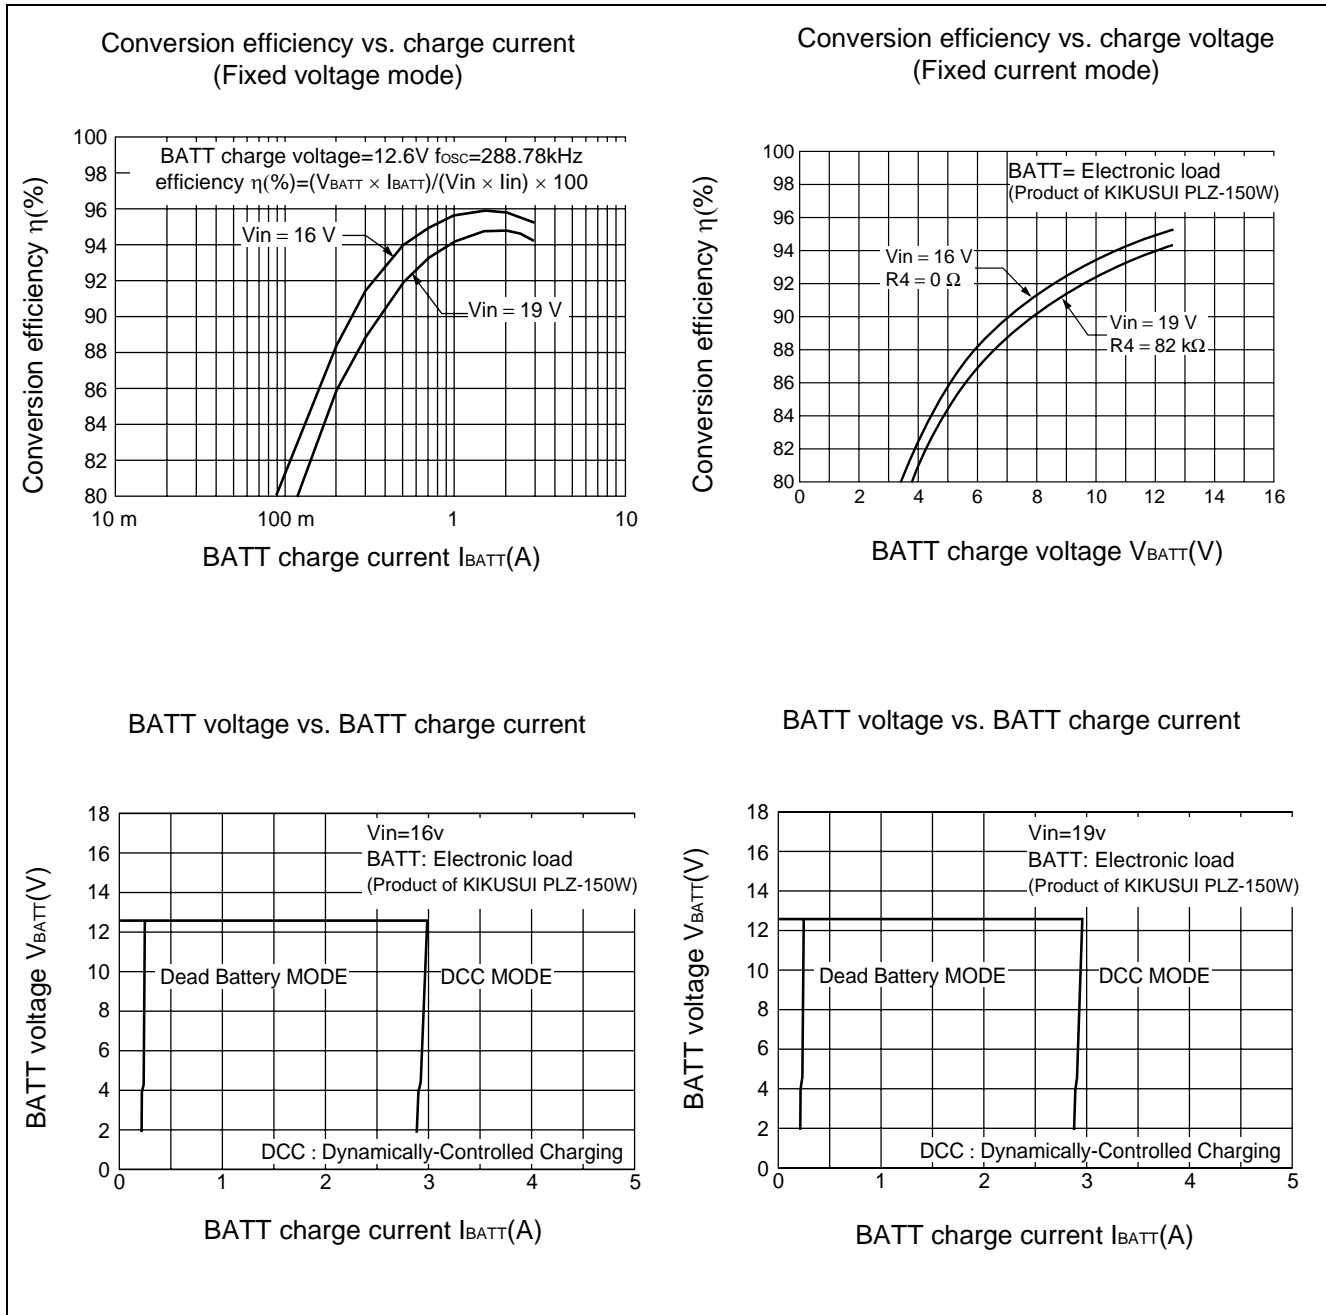 Conversion efficiency vs. charge current
(Fixed voltage mode)
100
98
96
94
92
90
88
86
84
82
80
Conversion efficiency η(%)
BATT charge voltage=12.6V fOSC=288.78kHz
efficiency η(%)=(VBATT × IBATT)/(Vin × Iin) × 100
Vin = 16 V
Vin = 19 V
10 m
100 m
1
10
BATT charge current IBATT(A)
Conversion efficiency vs. charge voltage
(Fixed current mode)
100
98
96
94
92
90
88
86
84
82
80
Conversion efficiency η(%)
BATT= Electronic load
(Product of KIKUSUI PLZ-150W)
Vin = 16 V
R4 = 0 Ω
Vin = 19 V
R4 = 82 kΩ
0 2 4 6 8 10 12 14 16
BATT charge voltage VBATT(V)
BATT voltage vs. BATT charge current
18
16
14
12
10
8
6
4
2
0
BATT voltage VBATT(V)
Vin=16v
BATT: Electronic load
(Product of KIKUSUI PLZ-150W)
Dead Battery MODE
DCC MODE
DCC : Dynamically-Controlled Charging
0 1 2 3 4 5
BATT charge current IBATT(A)
BATT voltage vs. BATT charge current
18
16
14
12
10
8
6
4
2
0
BATT voltage VBATT(V)
Vin=19v
BATT: Electronic load
(Product of KIKUSUI PLZ-150W)
Dead Battery MODE
DCC MODE
DCC : Dynamically-Controlled Charging
0 1 2 3 4 5
BATT charge current IBATT(A)